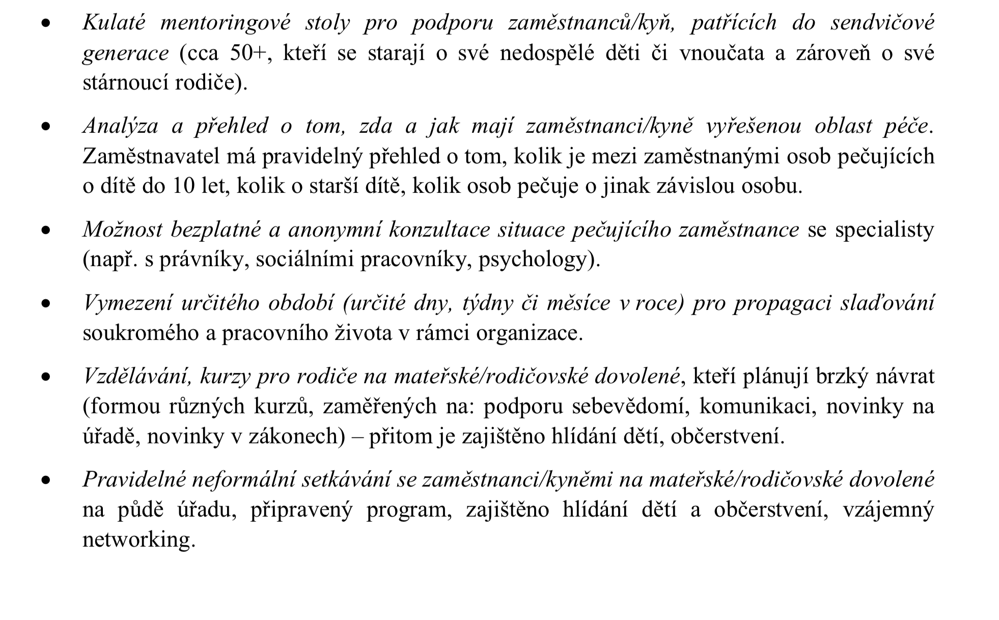 • Kulaté mentoringové stoly pro podporu zaměstnanců/kyň, patřících do sendvičové
generace (cca 50+, kteří se starají o své nedospělé děti či vnoučata a zároveň o své
stárnoucí rodiče).
• Analýza a přehled o tom, zda a jak mají zaměstnanci/kyně vyřešenou oblast péče.
Zaměstnavatel má pravidelný přehled o tom, kolik je mezi zaměstnanými osob pečujících
o dítě do 10 let, kolik o starší dítě, kolik osob pečuje o jinak závislou osobu.
• Možnost bezplatné a anonymní konzultace situace pečujícího zaměstnance se specialisty
(např. s právníky, sociálními pracovníky, psychology).
• Vymezení určitého období (určité dny, týdny či měsíce v roce) pro propagaci slaďování
soukromého a pracovního života v rámci organizace.
• Vzdělávání, kurzy pro rodiče na mateřské/rodičovské dovolené, kteří plánují brzký návrat
(formou různých kurzů, zaměřených na: podporu sebevědomí, komunikaci, novinky na
úřadě, novinky v zákonech) – přitom je zajištěno hlídání dětí, občerstvení.
• Pravidelné neformální setkávání se zaměstnanci/kyněmi na mateřské/rodičovské dovolené
na půdě úřadu, připravený program, zajištěno hlídání dětí a občerstvení, vzájemný
networking.